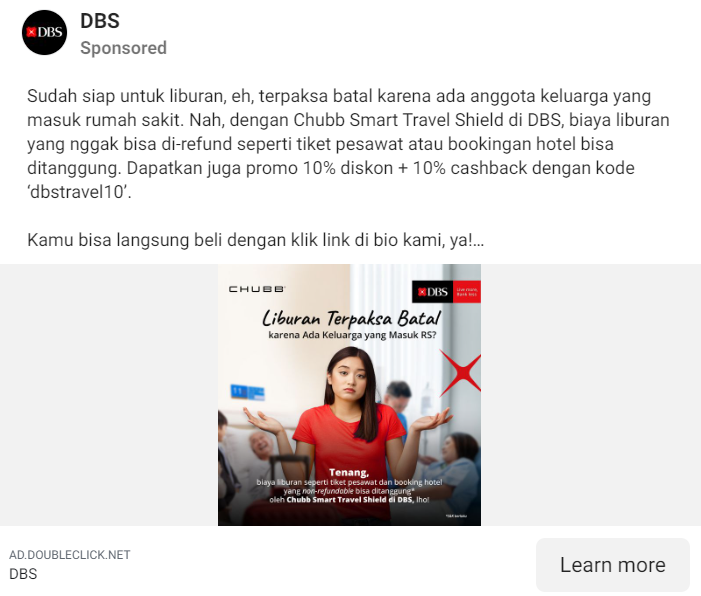 DBS
DBS
Sponsored
Sudah siap untuk liburan, eh, terpaksa batal karena ada anggota keluarga yang
masuk rumah sakit. Nah, dengan Chubb Smart Travel Shield di DBS, biaya liburan
yang nggak bisa di-refund seperti tiket pesawat atau bookingan hotel bisa
ditanggung. Dapatkan juga promo 10% diskon + 10% cashback dengan kode
‘dbstravel10’.
Kamu bisa langsung beli dengan klik link di bio kami, ya!...
CHUBB
DBS
Live more,
Bank less
Liburan Terpaksa Batal
karena Ada Keluarga yang Masuk RS?
11
Tenang,
biaya liburan seperti tiket pesawat dan booking hotel
yang non-refundable bisa ditanggung*
oleh Chubb Smart Travel Shield di DBS, lho!
AD.DOUBLECLICK.NET
DBS
Learn more